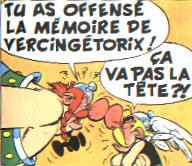 TU AS OFFENSÉ
LA MÉMOIRE DE
VERCINGÉTORIX!
ÇA
VA PAS LA
TÊTE?!